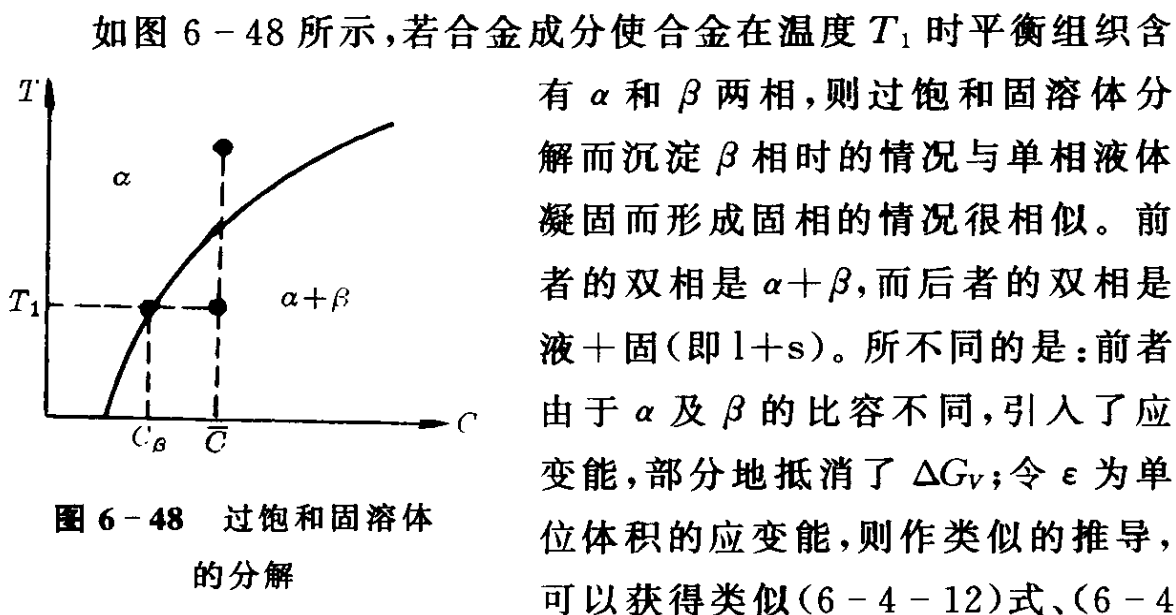 如图 6－48 所示,若合金成分使合金在温度 T₁ 时平衡组织含
有 α 和 β 两相,则过饱和固溶体分
解而沉淀 β 相时的情况与单相液体
凝固而形成固相的情况很相似。前
者的双相是 α＋β,而后者的双相是
液＋固(即 l＋s)。所不同的是:前者
由于 α 及 β 的比容不同,引入了应
变能,部分地抵消了 ΔG_V;令 ε 为单
位体积的应变能,则作类似的推导,
可以获得类似(6－4－12)式、(6－4
T
α
T₁
α＋β
C_β
C̅
C
图 6－48 过饱和固溶体
的分解